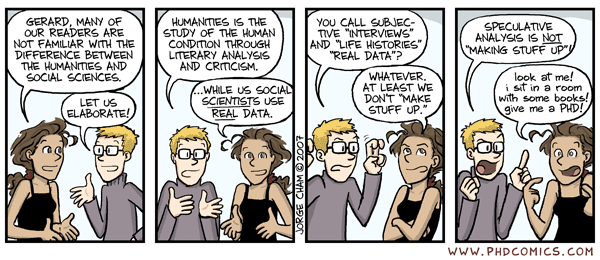 GERARD, MANY OF
OUR READERS ARE
NOT FAMILIAR WITH THE
DIFFERENCE BETWEEN
THE HUMANITIES AND
SOCIAL SCIENCES.
LET US
ELABORATE!
HUMANITIES IS THE
STUDY OF THE HUMAN
CONDITION THROUGH
LITERARY ANALYSIS
AND CRITICISM.
...WHILE US SOCIAL
SCIENTISTS USE
REAL DATA.
JORGE CHAM © 2007
YOU CALL SUBJEC-
TIVE "INTERVIEWS"
AND "LIFE HISTORIES"
"REAL DATA"?
WHATEVER.
AT LEAST WE
DON'T "MAKE
STUFF UP."
SPECULATIVE
ANALYSIS IS NOT
"MAKING STUFF UP"!
look at me!
i sit in a room
with some books!
give me a PHD!
WWW.PHDCOMICS.COM